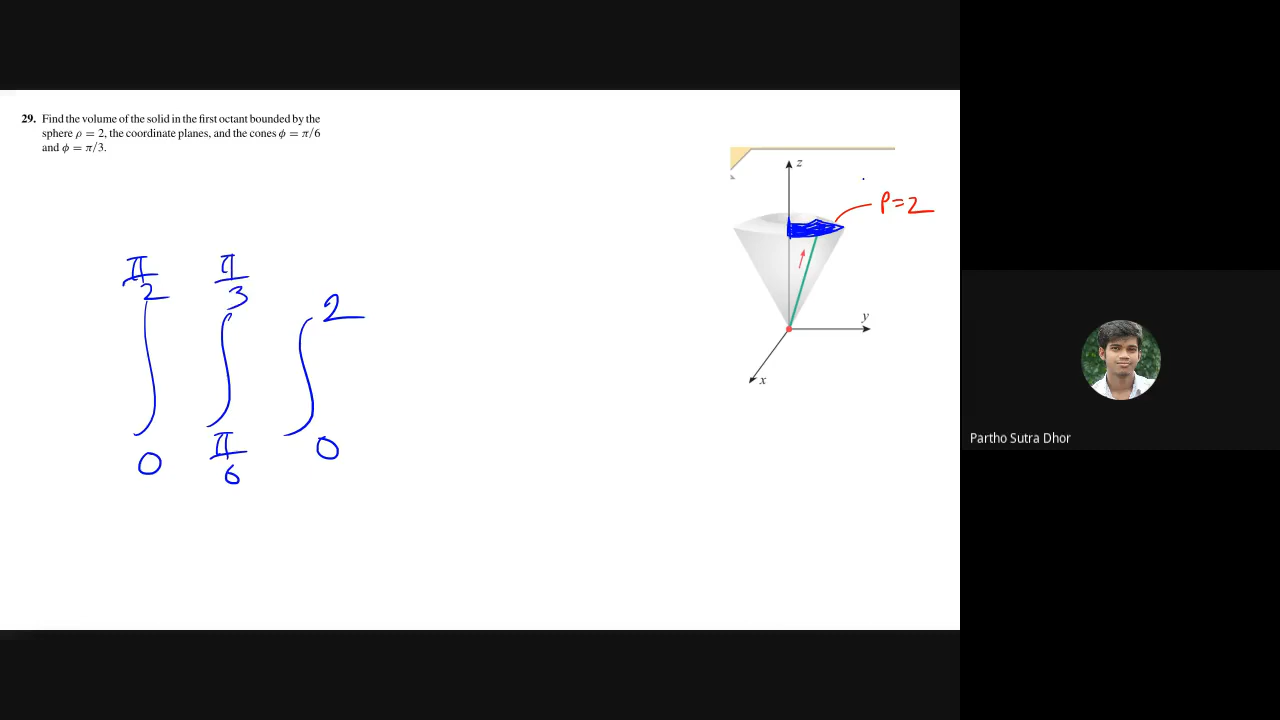 29. Find the volume of the solid in the first octant bounded by the
sphere ρ = 2, the coordinate planes, and the cones ϕ = π/6
and ϕ = π/3.
z
ρ=2
y
x
π/2 π/3 2
∫ ∫ ∫
0 π/6 0
Partho Sutra Dhor